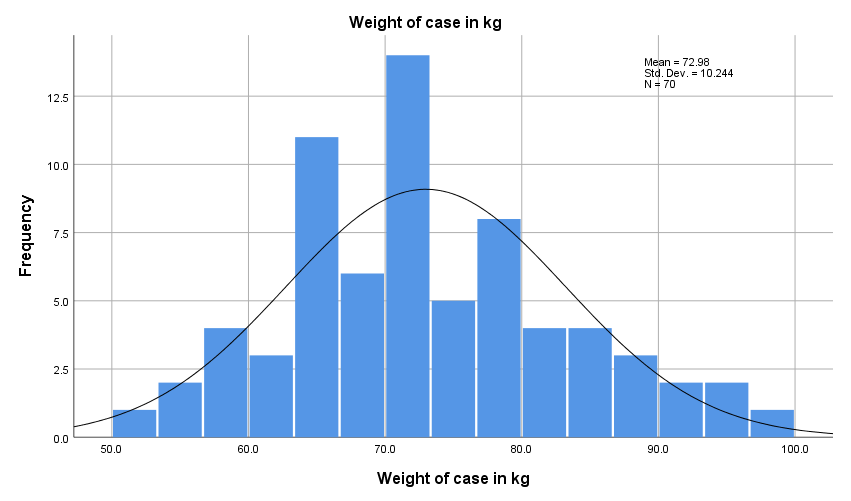 Weight of case in kg
Mean = 72.98
Std. Dev. = 10.244
N = 70
12.5
10.0
7.5
5.0
2.5
0.0
Frequency
50.0 60.0 70.0 80.0 90.0 100.0
Weight of case in kg